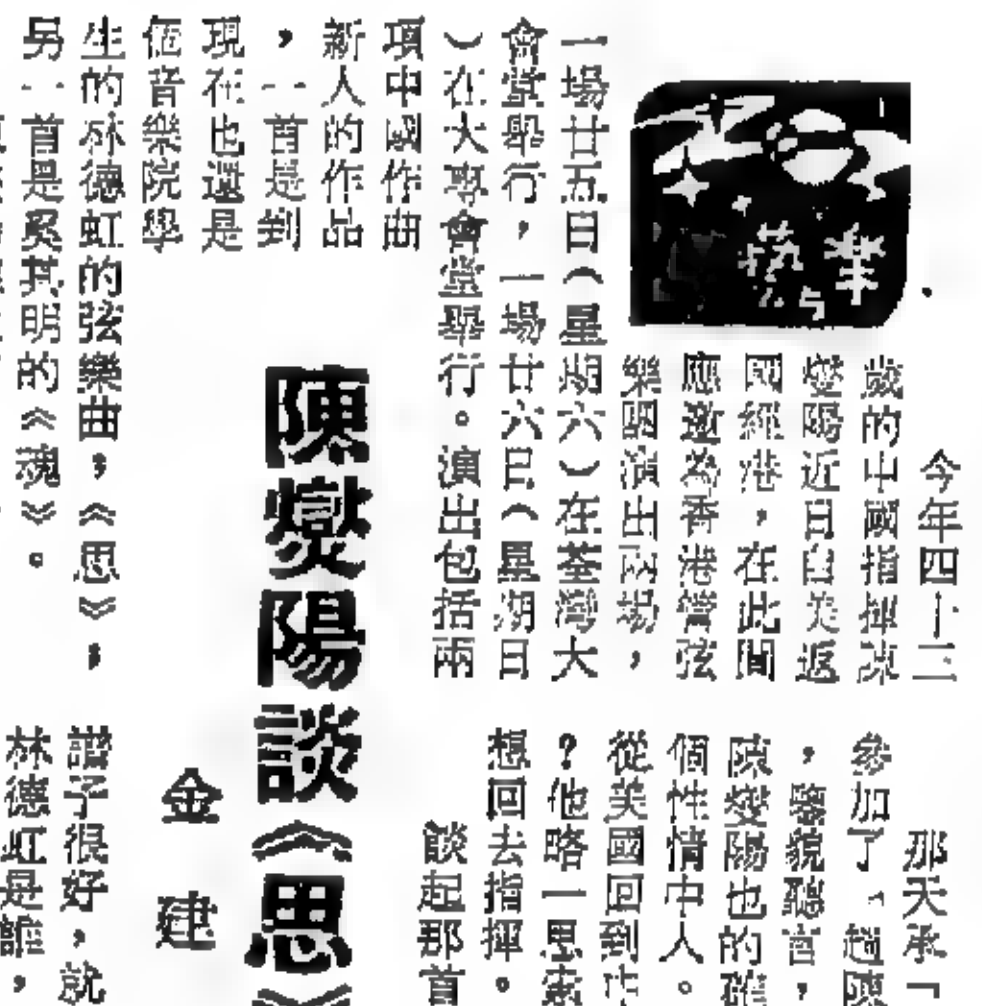 樂與藝
今年四十三
歲的中國指揮陳
燮陽近日自美返
國經港,在此間
應邀為香港管弦
樂團演出兩場,
一場廿五日(星期六)在荃灣大
會堂舉行,一場廿六日(星期日
)在大專會堂舉行。演出包括兩
項中國作曲
新人的作品
,一首是到
現在也還是
個音樂院學
生的林德虹的弦樂曲,《思》,
另一首是奚其明的《魂》。
陳燮陽談《思》
金建
那天承「
參加了
,鑒貌聽言,
陳燮陽也的確
個性情中人。
從美國回到
?他略一思索
想回去指揮。
談起那首
譜子很好,就
林德虹是誰,